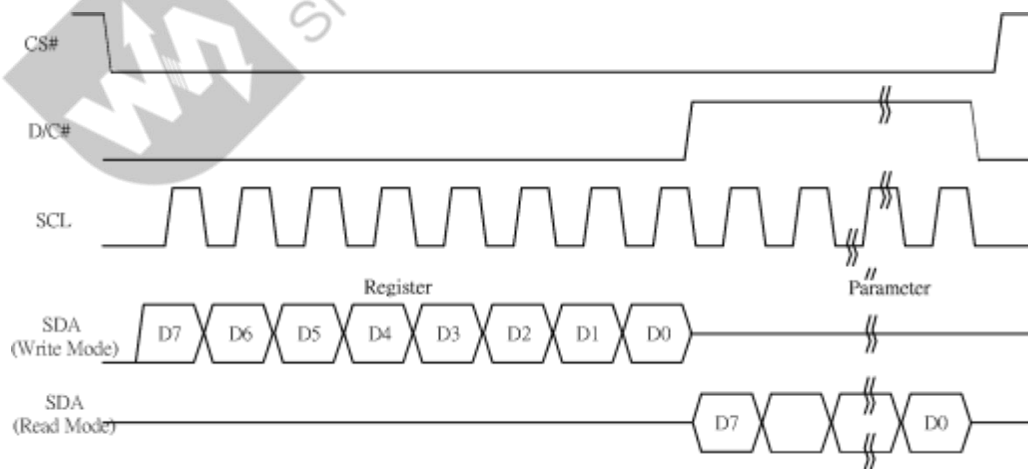 CS#
D/C#
SCL
Register
Parameter
SDA
(Write Mode)
D7 D6 D5 D4 D3 D2 D1 D0
SDA
(Read Mode)
D7 D0